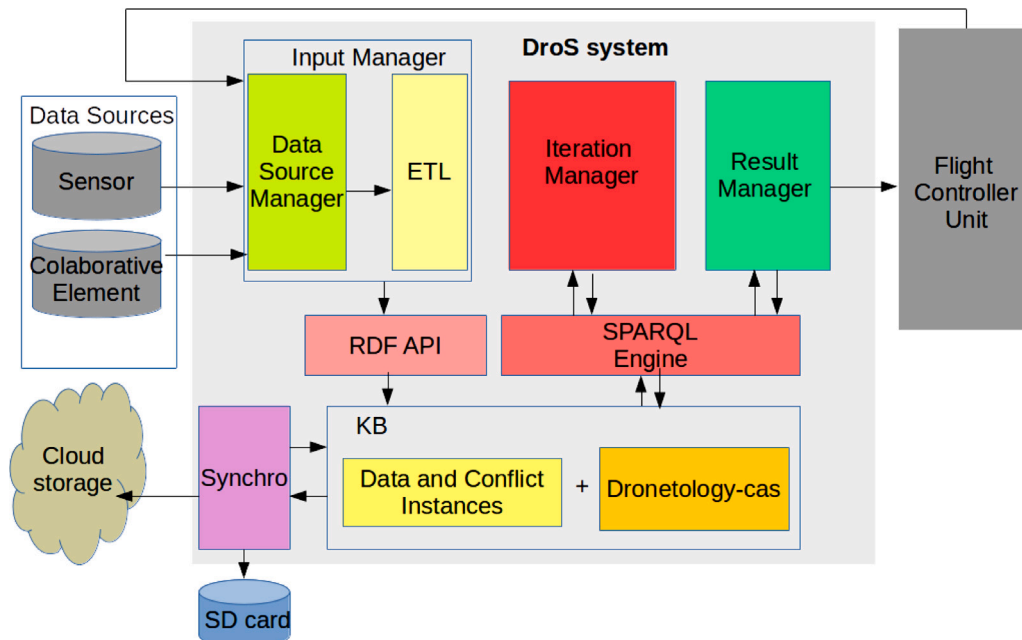 DroS system
Input Manager
Data Sources
Sensor
Colaborative
Element
Data
Source
Manager
ETL
Iteration
Manager
Result
Manager
Flight
Controller
Unit
RDF API
SPARQL
Engine
Cloud
storage
Synchro
KB
Data and Conflict
Instances
+
Dronetology-cas
SD card